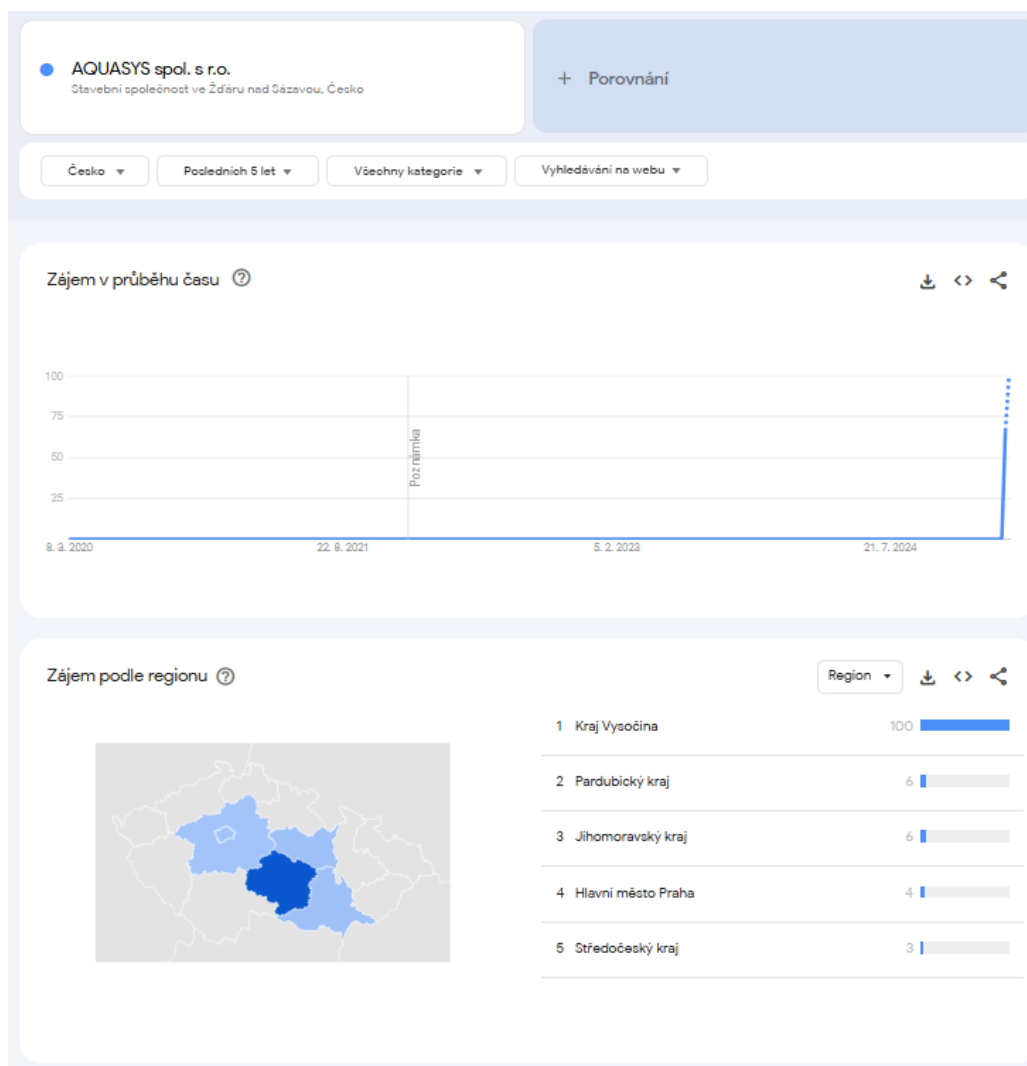 AQUASYS spol. s r.o.
Stavební společnost ve Žďáru nad Sázavou, Česko
+ Porovnání
Česko
Posledních 5 let
Všechny kategorie
Vyhledávání na webu
Zájem v průběhu času
100
75
50
25
Poznámka
8. 3. 2020
22. 8. 2021
5. 2. 2023
21. 7. 2024
Zájem podle regionu
Region
1 Kraj Vysočina 100
2 Pardubický kraj 6
3 Jihomoravský kraj 6
4 Hlavní město Praha 4
5 Středočeský kraj 3